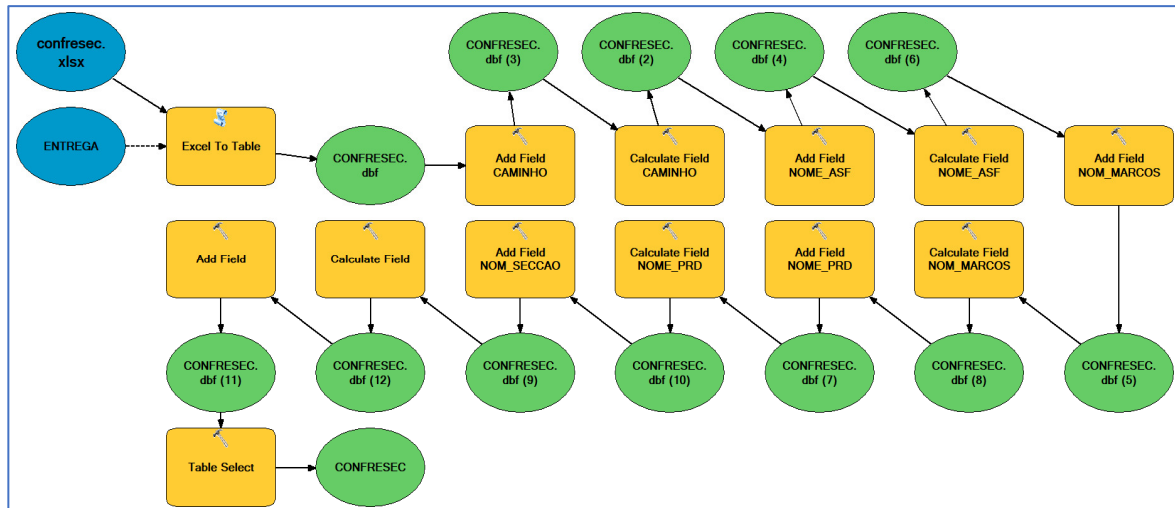 confresec.
xlsx
CONFRESEC.
dbf (3)
CONFRESEC.
dbf (2)
CONFRESEC.
dbf (4)
CONFRESEC.
dbf (6)
ENTREGA
Excel To Table
CONFRESEC.
dbf
Add Field
CAMINHO
Calculate Field
CAMINHO
Add Field
NOME_ASF
Calculate Field
NOME_ASF
Add Field
NOM_MARCOS
Add Field
Calculate Field
Add Field
NOM_SECCAO
Calculate Field
NOME_PRD
Add Field
NOME_PRD
Calculate Field
NOM_MARCOS
CONFRESEC.
dbf (11)
CONFRESEC.
dbf (12)
CONFRESEC.
dbf (9)
CONFRESEC.
dbf (10)
CONFRESEC.
dbf (7)
CONFRESEC.
dbf (8)
CONFRESEC.
dbf (5)
Table Select
CONFRESEC